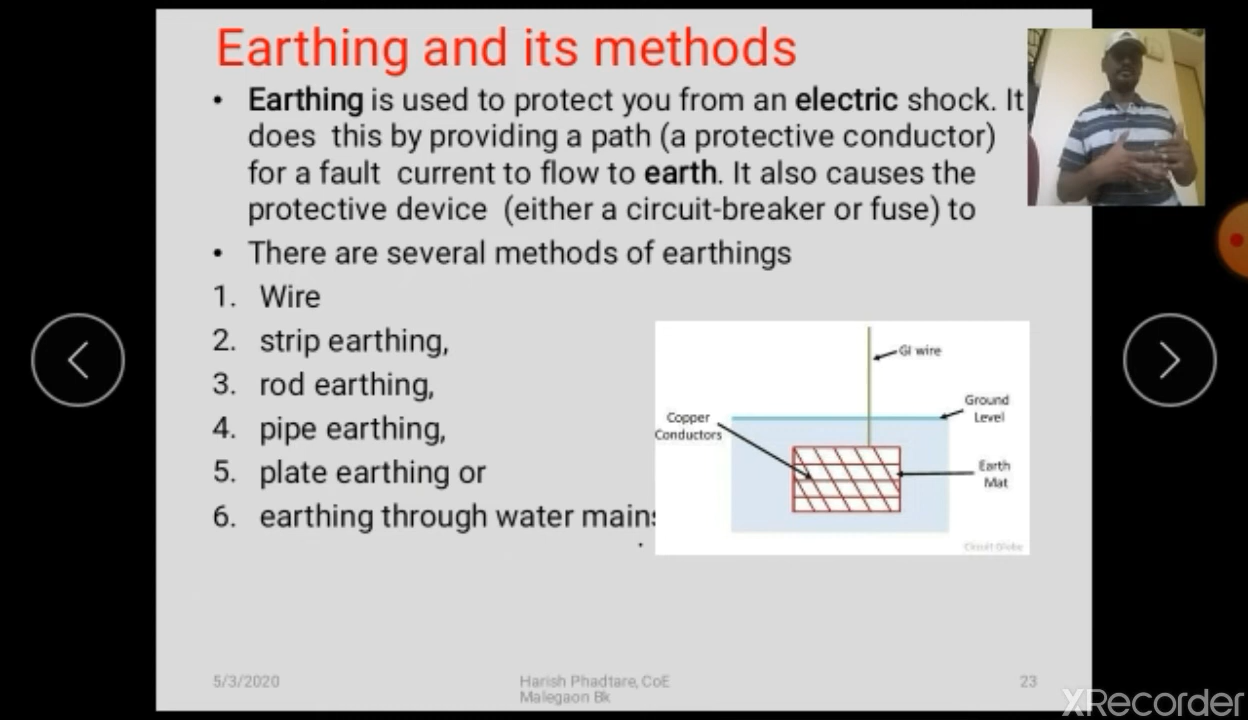 Earthing and its methods
• Earthing is used to protect you from an electric shock. It
does this by providing a path (a protective conductor)
for a fault current to flow to earth. It also causes the
protective device (either a circuit-breaker or fuse) to
• There are several methods of earthings
1. Wire
2. strip earthing,
3. rod earthing,
4. pipe earthing,
5. plate earthing or
6. earthing through water mains
GI wire
Ground
Level
Copper
Conductors
Earth
Mat
Circuit Globe
5/3/2020
Harish Phadtare, CoE
Malegaon Bk
23
XRecorder